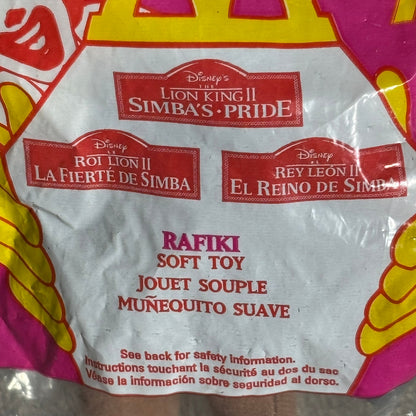 Disney's
THE
LION KING II
SIMBA'S • PRIDE
Disney
LE
ROI LION II
LA FIERTÉ DE SIMBA
Disney
EL
REY LEÓN II
EL REINO DE SIMBA
RAFIKI
SOFT TOY
JOUET SOUPLE
MUÑEQUITO SUAVE
See back for safety information.
Instructions touchant la sécurité au dos du sac
Véase la información sobre seguridad al dorso.